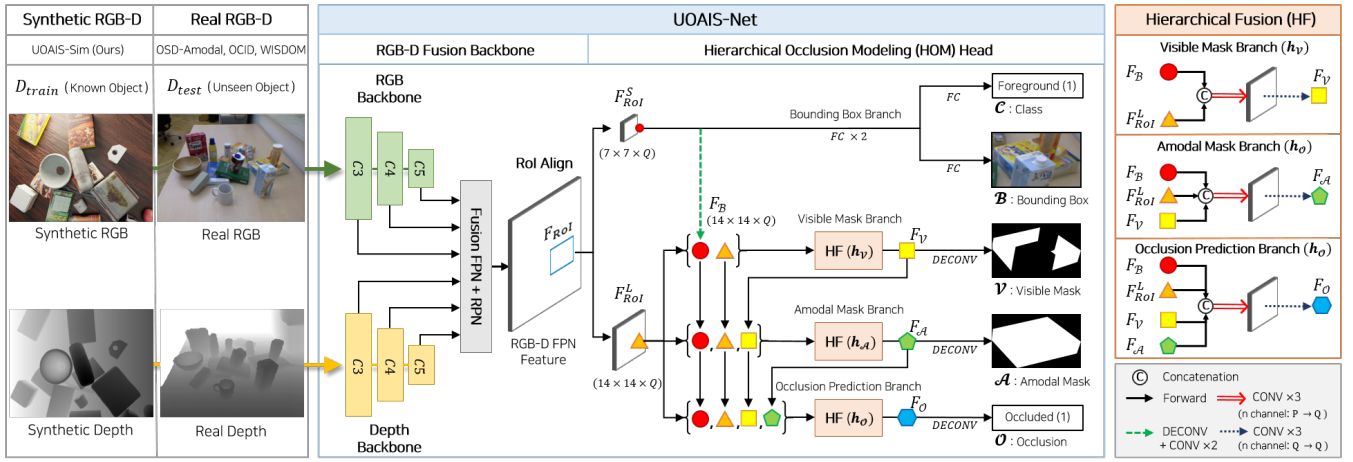 Synthetic RGB-D
Real RGB-D
UOAIS-Sim (Ours)
OSD-Amodal, OCID, WISDOM
D_train (Known Object)
D_test (Unseen Object)
Synthetic RGB
Real RGB
Synthetic Depth
Real Depth
UOAIS-Net
RGB-D Fusion Backbone
Hierarchical Occlusion Modeling (HOM) Head
RGB
Backbone
C3
C4
C5
Fusion FPN + RPN
C3
C4
C5
Depth
Backbone
RoI Align
F_RoI
RGB-D FPN
Feature
F^S_RoI
(7 × 7 × Q)
F^L_RoI
(14 × 14 × Q)
Bounding Box Branch
FC × 2
FC
FC
Foreground (1)
C : Class
B : Bounding Box
F_B
(14 × 14 × Q)
Visible Mask Branch
{ , }
HF (h_V)
F_V
DECONV
V : Visible Mask
Amodal Mask Branch
{ , , }
HF (h_A)
F_A
DECONV
A : Amodal Mask
Occlusion Prediction Branch
{ , , , }
HF (h_O)
F_O
DECONV
Occluded (1)
O : Occlusion
Hierarchical Fusion (HF)
Visible Mask Branch (h_V)
F_B
F^L_RoI
C
F_V
Amodal Mask Branch (h_O)
F_B
F^L_RoI
F_V
C
F_A
Occlusion Prediction Branch (h_O)
F_B
F^L_RoI
F_V
F_A
C
F_O
C Concatenation
Forward
CONV ×3
(n channel: P → Q)
DECONV
+ CONV ×2
CONV ×3
(n channel: Q → Q)